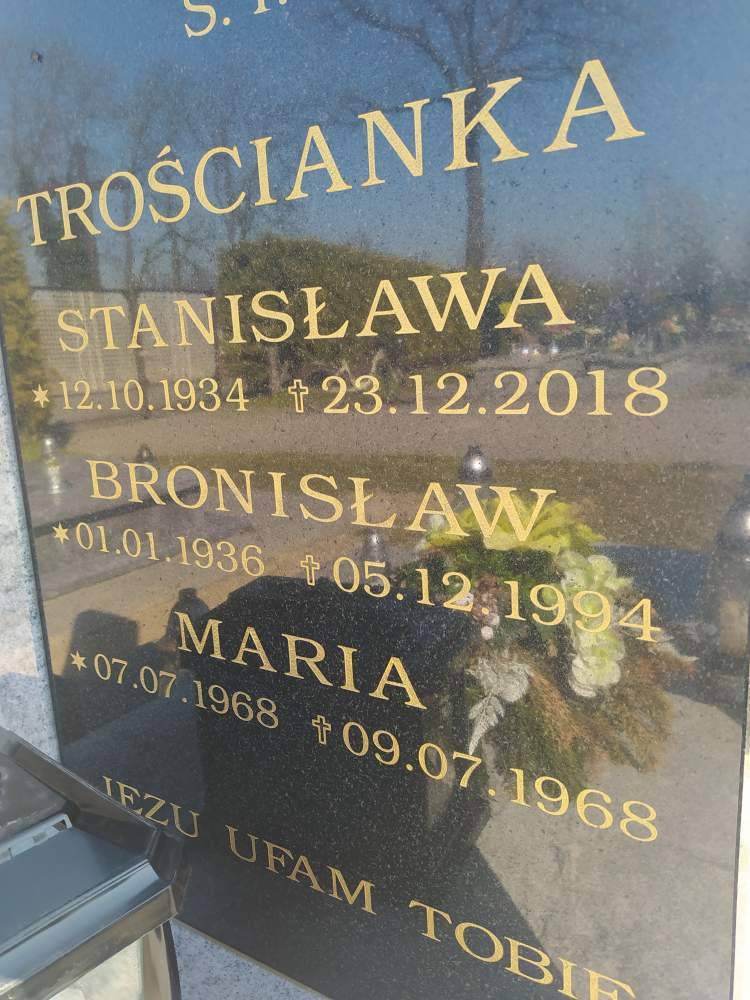 TROŚCIANKA
STANISŁAWA
*12.10.1934 ✝23.12.2018
BRONISŁAW
*01.01.1936 ✝05.12.1994
MARIA
*07.07.1968 ✝09.07.1968
JEZU UFAM TOBIE